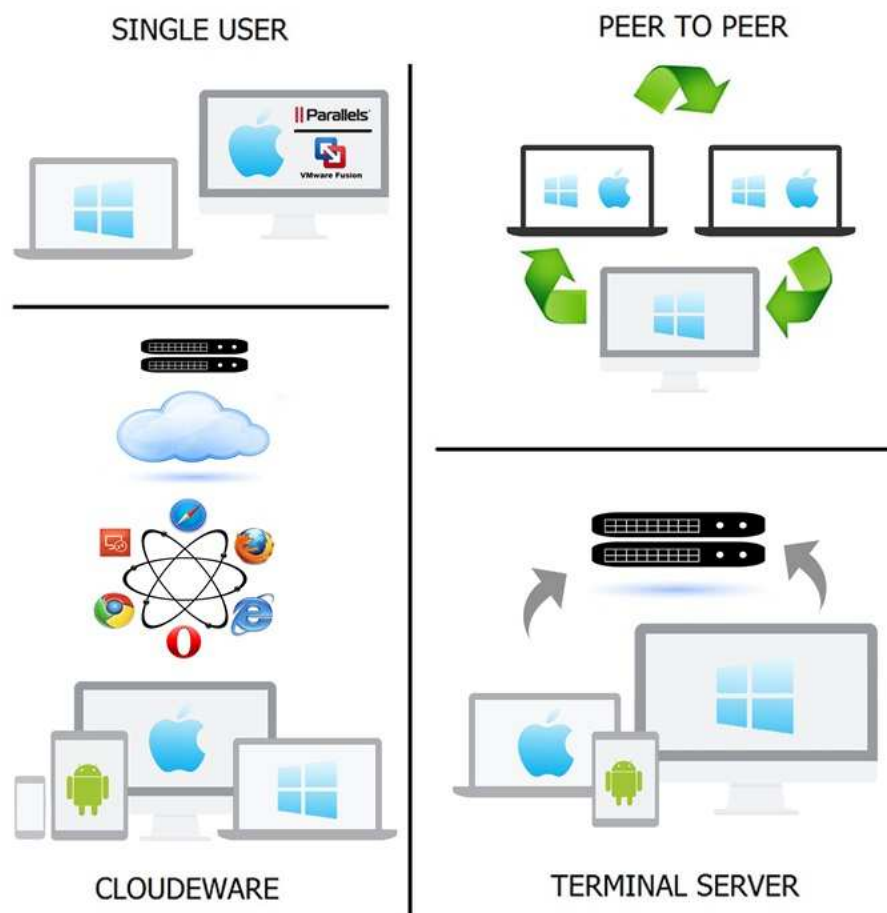 SINGLE USER
PEER TO PEER
Parallels
VMware Fusion
CLOUDEWARE
TERMINAL SERVER